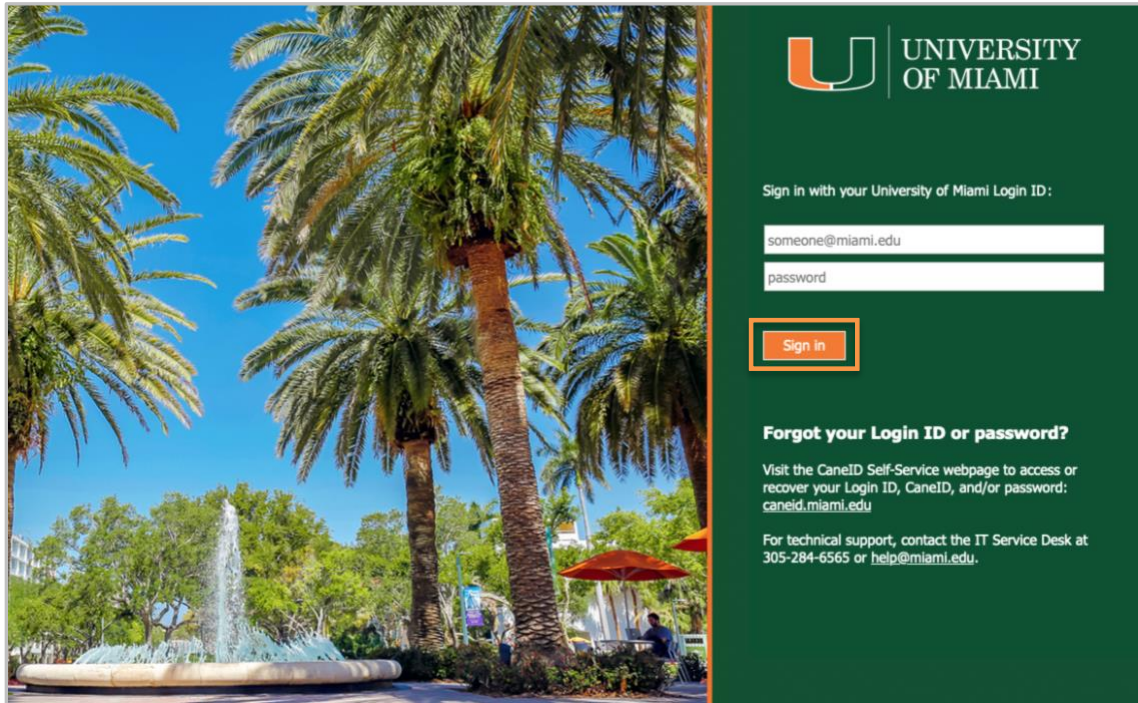 UNIVERSITY
OF MIAMI
Sign in with your University of Miami Login ID:
someone@miami.edu
password
Sign in
Forgot your Login ID or password?
Visit the CaneID Self-Service webpage to access or
recover your Login ID, CaneID, and/or password:
caneid.miami.edu
For technical support, contact the IT Service Desk at
305-284-6565 or help@miami.edu.